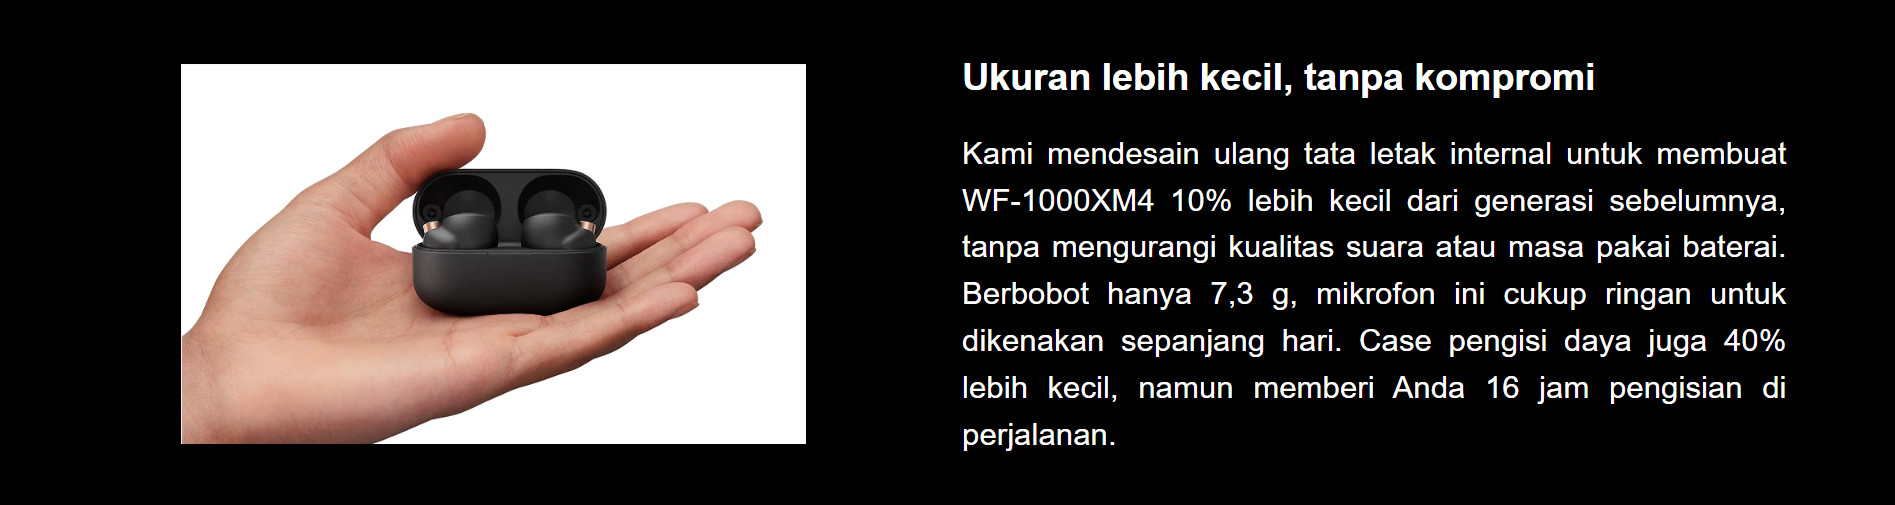 Ukuran lebih kecil, tanpa kompromi
Kami mendesain ulang tata letak internal untuk membuat
WF-1000XM4 10% lebih kecil dari generasi sebelumnya,
tanpa mengurangi kualitas suara atau masa pakai baterai.
Berbobot hanya 7,3 g, mikrofon ini cukup ringan untuk
dikenakan sepanjang hari. Case pengisi daya juga 40%
lebih kecil, namun memberi Anda 16 jam pengisian di
perjalanan.